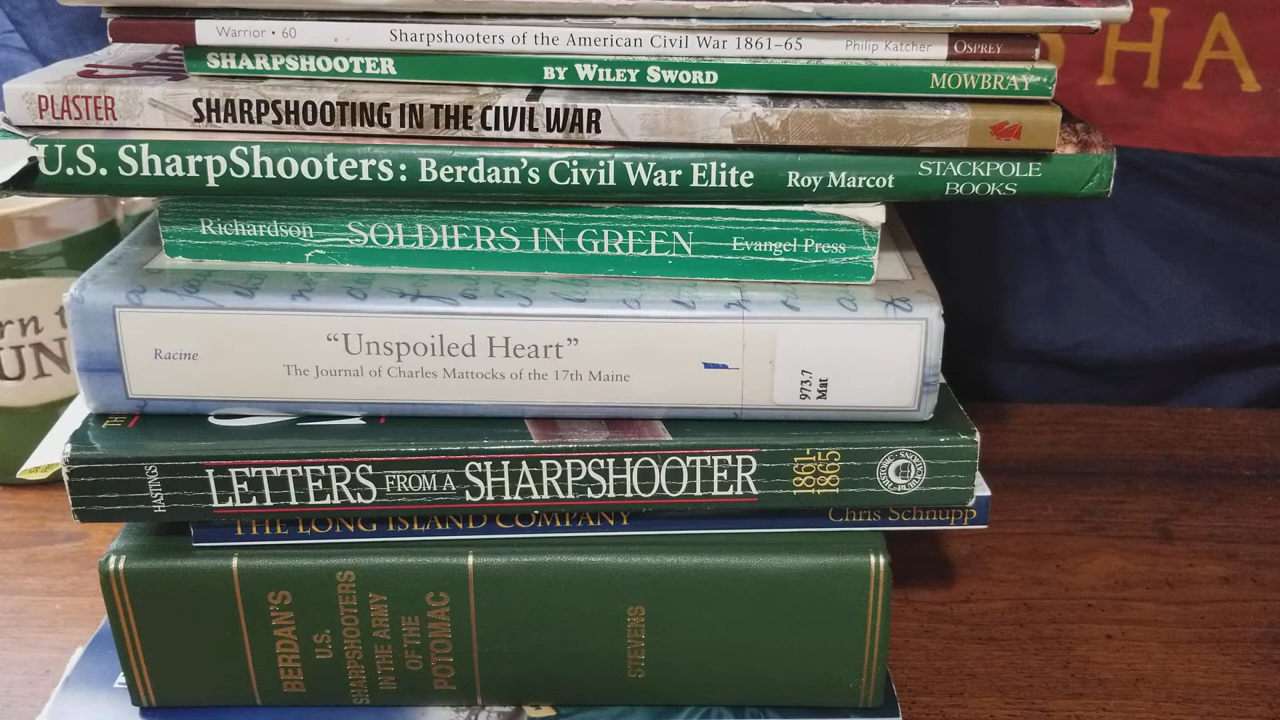 HA
Warrior • 60 Sharpshooters of the American Civil War 1861–65 Philip Katcher OSPREY
SHARPSHOOTER BY WILEY SWORD MOWBRAY
PLASTER SHARPSHOOTING IN THE CIVIL WAR
U.S. SharpShooters: Berdan's Civil War Elite Roy Marcot STACKPOLE
BOOKS
Richardson SOLDIERS IN GREEN Evangel Press
Racine
“Unspoiled Heart”
The Journal of Charles Mattocks of the 17th Maine
973.7
Mat
HASTINGS LETTERS FROM A SHARPSHOOTER 1861-
1865
THE LONG ISLAND COMPANY Chris Schnupp
BERDAN'S
U.S.
SHARPSHOOTERS
IN THE ARMY
OF THE
POTOMAC
STEVENS